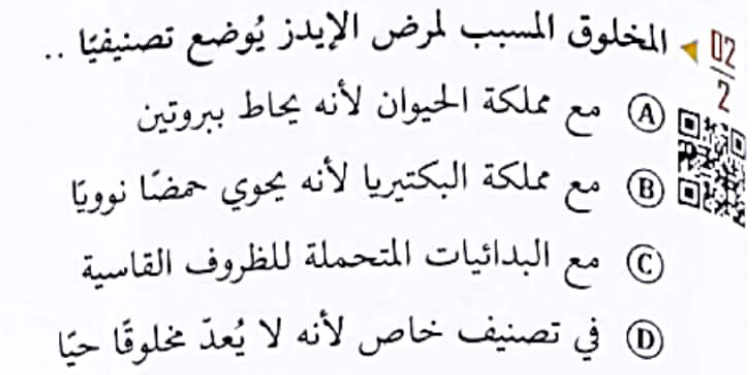 02
2
المخلوق المسبب لمرض الإيدز يُوضع تصنيفيًا ..
A مع مملكة الحيوان لأنه يحاط ببروتين
B مع مملكة البكتيريا لأنه يحوي حمضًا نوويًا
C مع البدائيات المتحملة للظروف القاسية
D في تصنيف خاص لأنه لا يُعدّ مخلوقًا حيًا